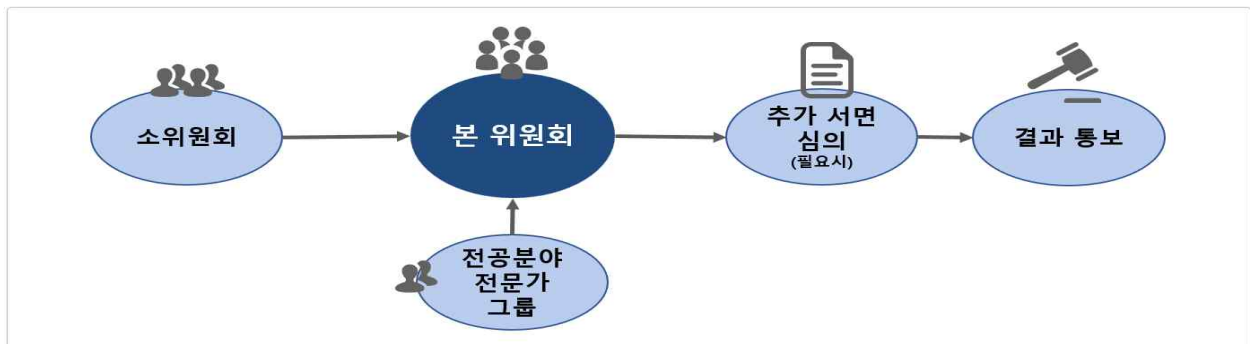 소위원회
본 위원회
추가 서면
심의
(필요시)
결과 통보
전공분야
전문가
그룹